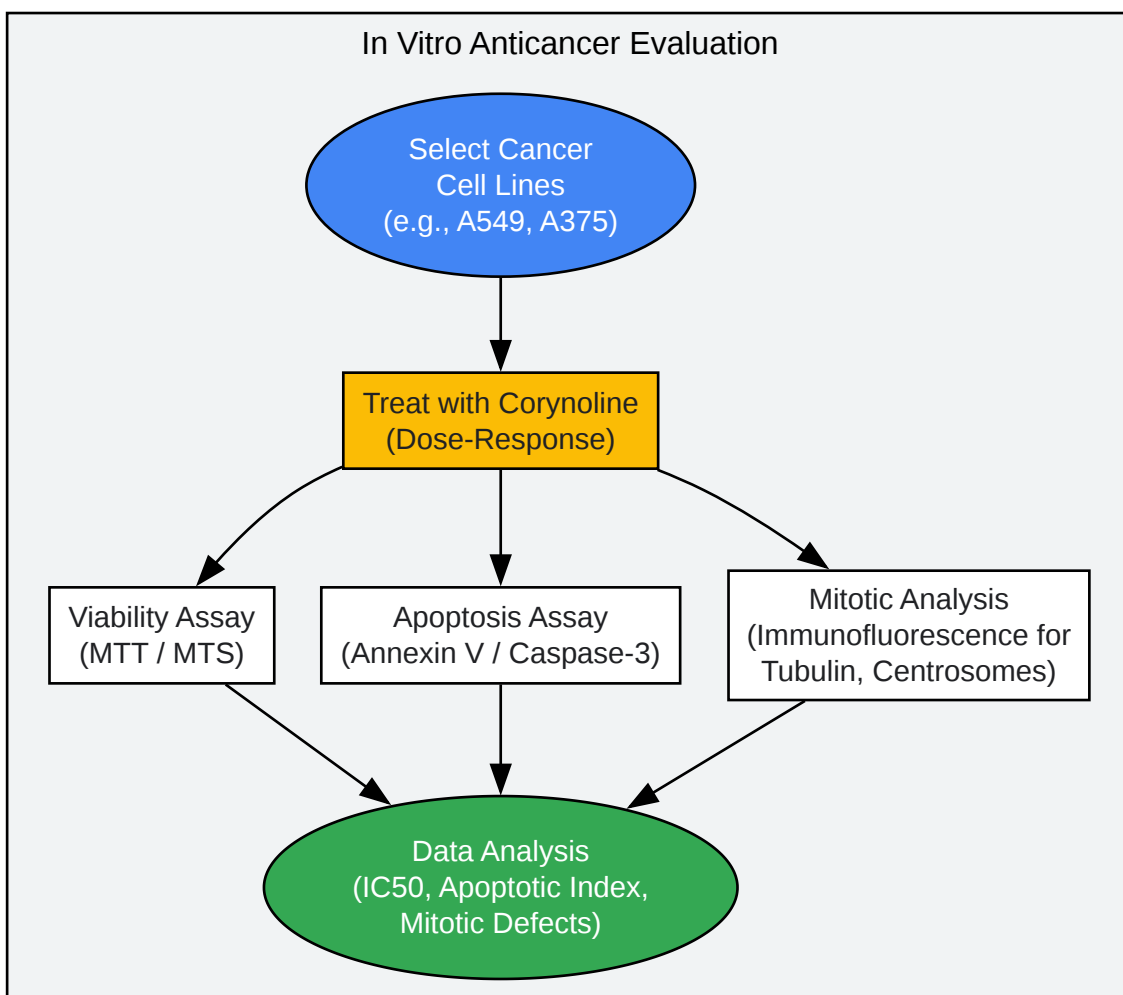 In Vitro Anticancer Evaluation
Select Cancer
Cell Lines
(e.g., A549, A375)
Treat with Corynoline
(Dose-Response)
Viability Assay
(MTT / MTS)
Apoptosis Assay
(Annexin V / Caspase-3)
Mitotic Analysis
(Immunofluorescence for
Tubulin, Centrosomes)
Data Analysis
(IC50, Apoptotic Index,
Mitotic Defects)